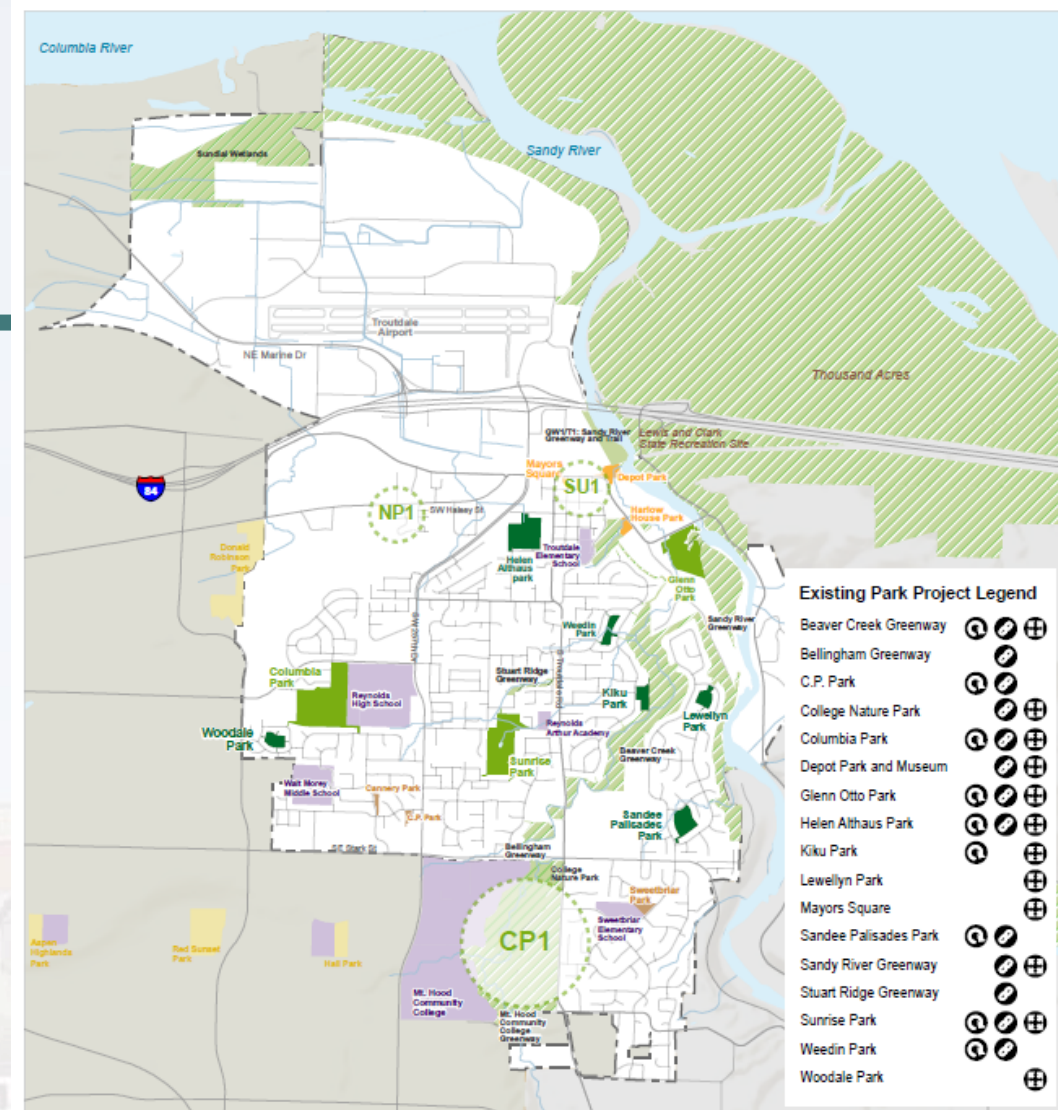 Columbia River
Sundial Wetlands
Sandy River
Troutdale
Airport
NE Marine Dr
Thousand Acres
GW1/T1: Sandy River
Greenway and Trail
Lewis and Clark
State Recreation Site
Mayors
Square
Depot Park
84
SU1
NP1
SW Halsey St
Harlow
House Park
Donald
Robinson
Park
Helen
Althaus
park
Troutdale
Elementary
School
Glenn
Otto
Park
Sandy River
Greenway
Weedin
Park
SW 257th Dr
S Troutdale Rd
Stuart Ridge
Greenway
Columbia
Park
Reynolds
High School
Kiku
Park
Lewellyn
Park
Woodale
Park
Reynolds
Arthur Academy
Sunrise
Park
Beaver Creek
Greenway
Walt Morey
Middle School
Cannery Park
C.P. Park
Sandee
Palisades
Park
SE Stark St
Bellingham
Greenway
College
Nature Park
Sweetbriar
Park
Sweetbriar
Elementary
School
CP1
Aspen
Highlands
Park
Red Sunset
Park
Hall Park
Mt. Hood
Community
College
Mt. Hood
Community
College
Greenway
Existing Park Project Legend
Beaver Creek Greenway
Bellingham Greenway
C.P. Park
College Nature Park
Columbia Park
Depot Park and Museum
Glenn Otto Park
Helen Althaus Park
Kiku Park
Lewellyn Park
Mayors Square
Sandee Palisades Park
Sandy River Greenway
Stuart Ridge Greenway
Sunrise Park
Weedin Park
Woodale Park